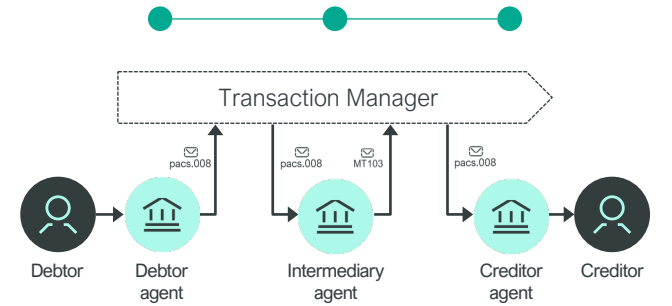 Transaction Manager
pacs.008
pacs.008
MT103
pacs.008
Debtor
Debtor
agent
Intermediary
agent
Creditor
agent
Creditor